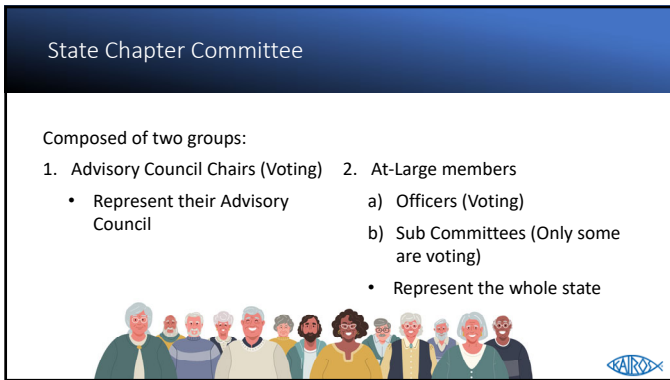 State Chapter Committee
Composed of two groups:
1. Advisory Council Chairs (Voting)
• Represent their Advisory
Council
2. At-Large members
a) Officers (Voting)
b) Sub Committees (Only some
are voting)
• Represent the whole state
KAIROS